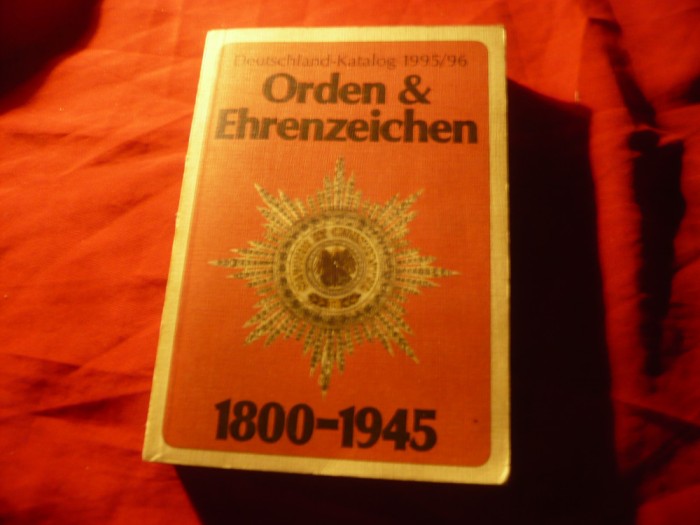 Deutschland-Katalog 1995/96
Orden &
Ehrenzeichen
1800-1945